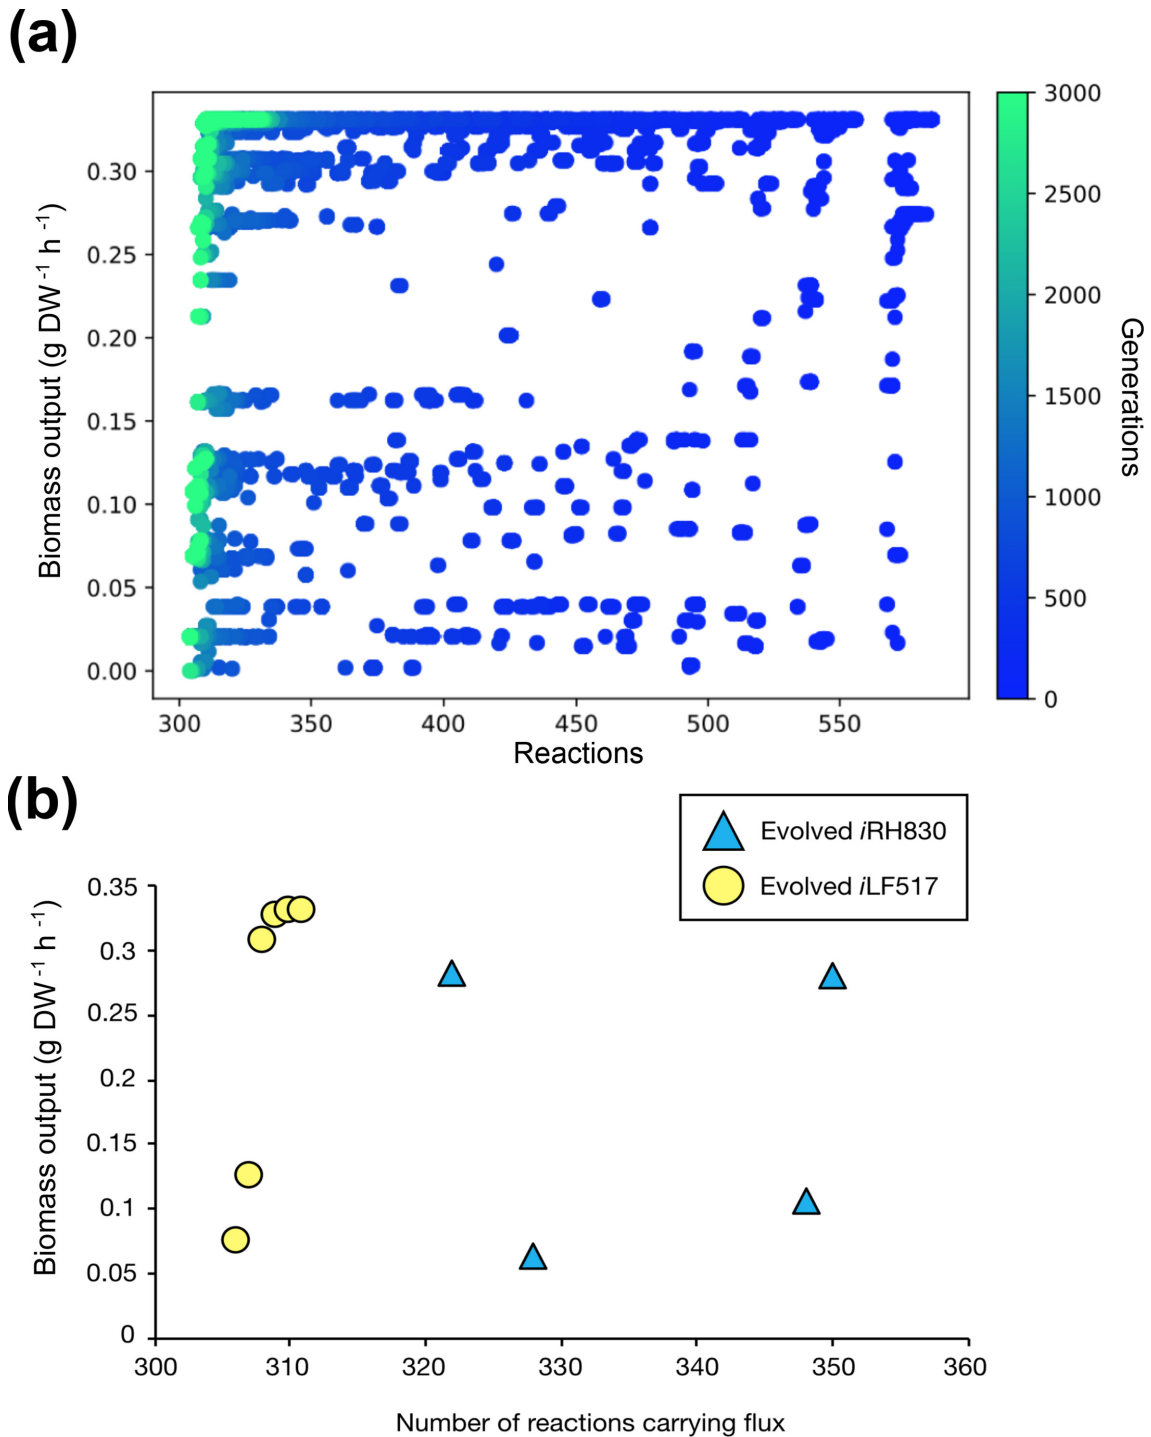 (a)
Biomass output (g DW⁻¹ h⁻¹)
0.30
0.25
0.20
0.15
0.10
0.05
0.00
300 350 400 450 500 550
Reactions
3000
2500
2000
1500
1000
500
0
Generations
(b)
Evolved iRH830
Evolved iLF517
Biomass output (g DW⁻¹ h⁻¹)
0.35
0.3
0.25
0.2
0.15
0.1
0.05
0
300 310 320 330 340 350 360
Number of reactions carrying flux